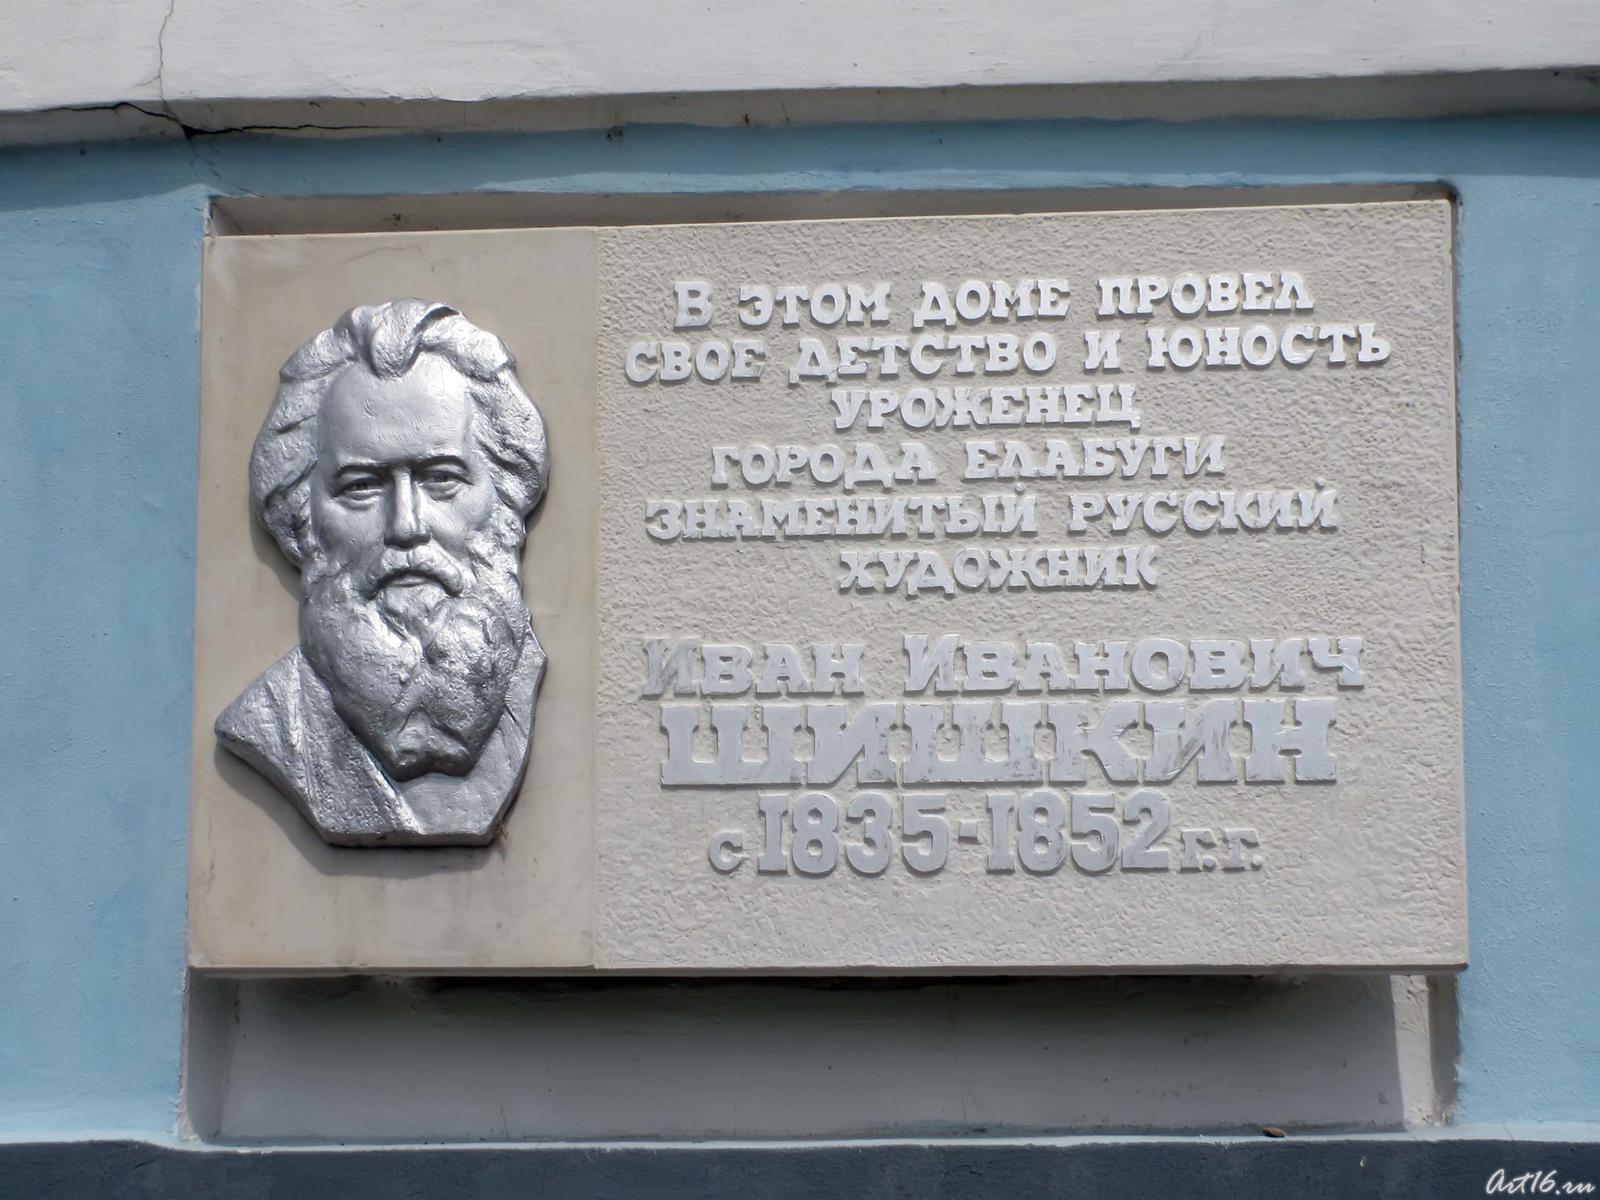 В ЭТОМ ДОМЕ ПРОВЕЛ
СВОЕ ДЕТСТВО И ЮНОСТЬ
УРОЖЕНЕЦ
ГОРОДА ЕЛАБУГИ
ЗНАМЕНИТЫЙ РУССКИЙ
ХУДОЖНИК
ИВАН ИВАНОВИЧ
ШИШКИН
С 1835-1852 Г.Г.
Art16.ru